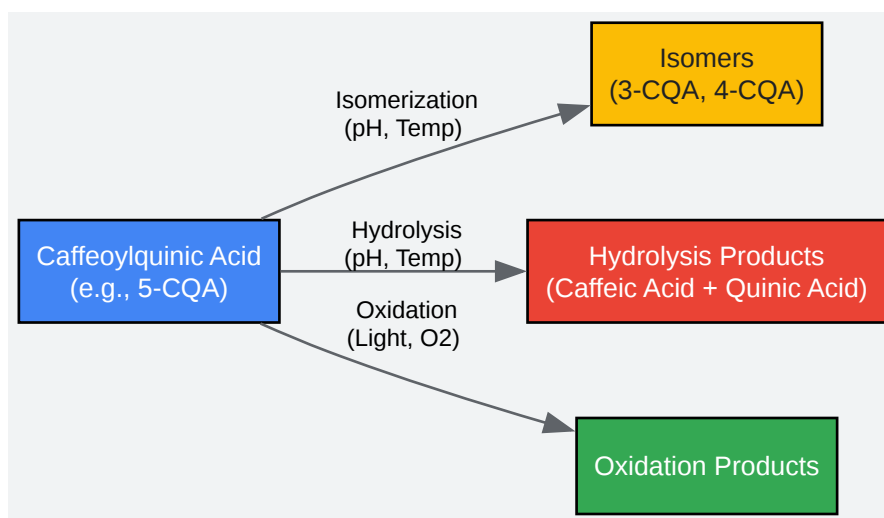 Isomers
(3-CQA, 4-CQA)
Isomerization
(pH, Temp)
Caffeoylquinic Acid
(e.g., 5-CQA)
Hydrolysis
(pH, Temp)
Hydrolysis Products
(Caffeic Acid + Quinic Acid)
Oxidation
(Light, O2)
Oxidation Products